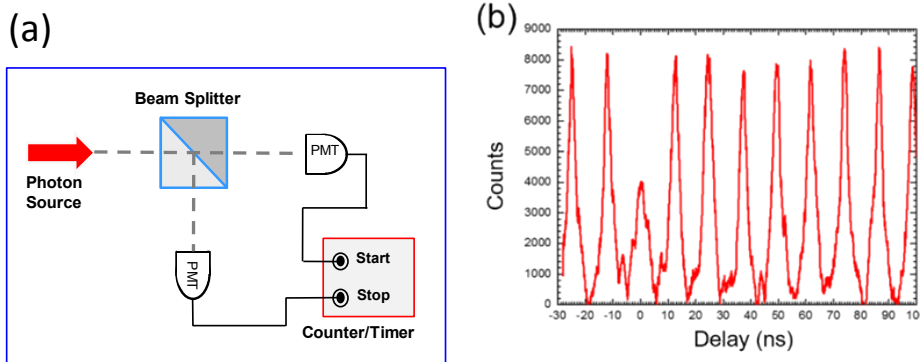 (a)
Beam Splitter
PMT
Photon
Source
PMT
Start
Stop
Counter/Timer
(b)
9000
8000
7000
6000
5000
4000
3000
2000
1000
0
Counts
-30 -20 -10 0 10 20 30 40 50 60 70 80 90 10
Delay (ns)